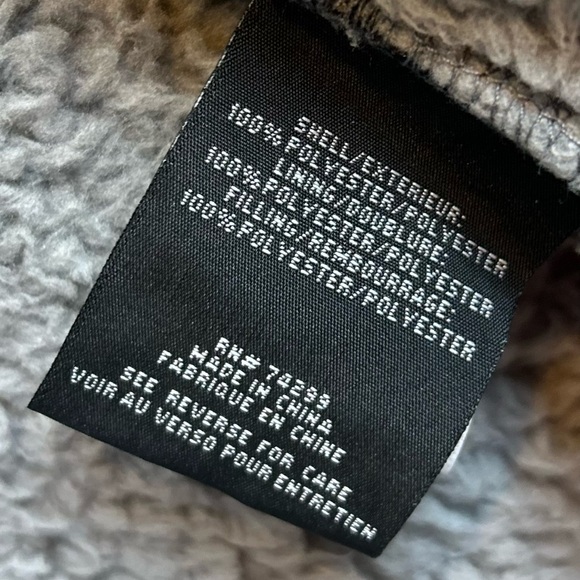 SHELL/EXTERIEUR:
100% POLYESTER/POLYESTER
LINING/DOUBLURE:
100% POLYESTER/POLYESTER
FILLING/REMBOURRAGE:
100% POLYESTER/POLYESTER
RN# 74299
MADE IN CHINA
FABRIQUE EN CHINE
SEE REVERSE FOR CARE
VOIR AU VERSO POUR ENTRETIEN